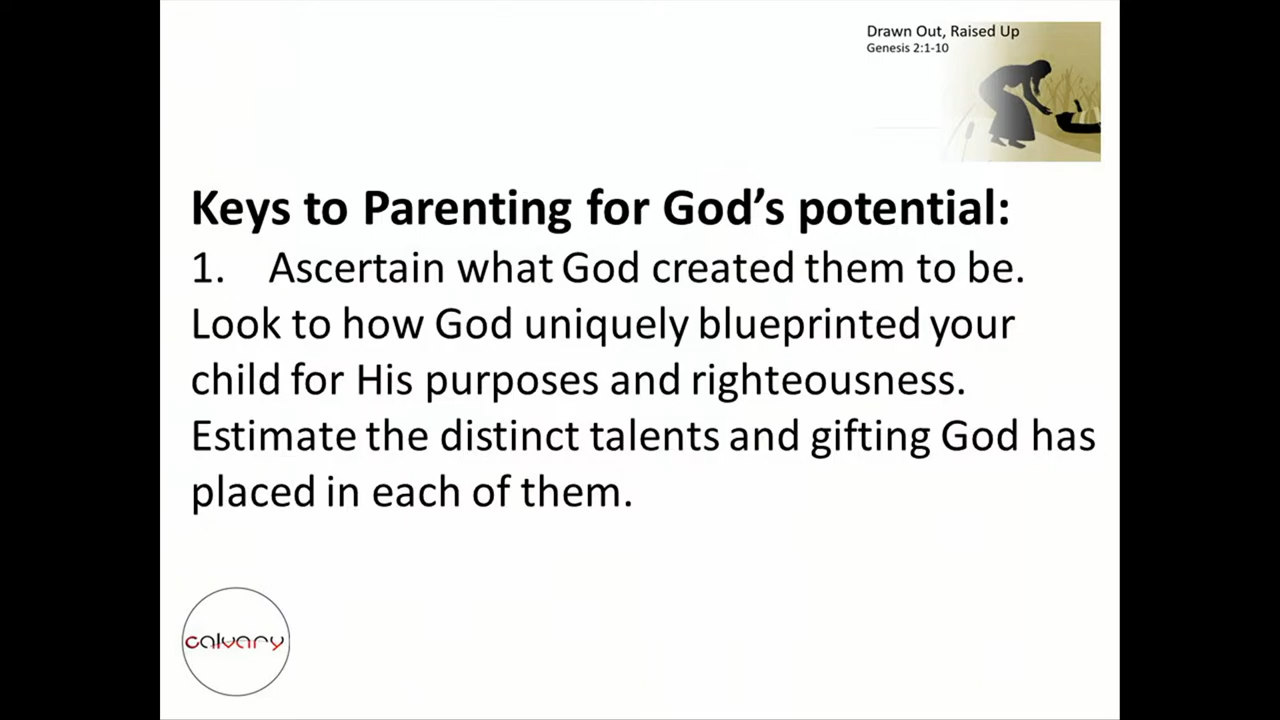 Drawn Out, Raised Up
Genesis 2:1-10
Keys to Parenting for God’s potential:
1. Ascertain what God created them to be.
Look to how God uniquely blueprinted your
child for His purposes and righteousness.
Estimate the distinct talents and gifting God has
placed in each of them.
calvary